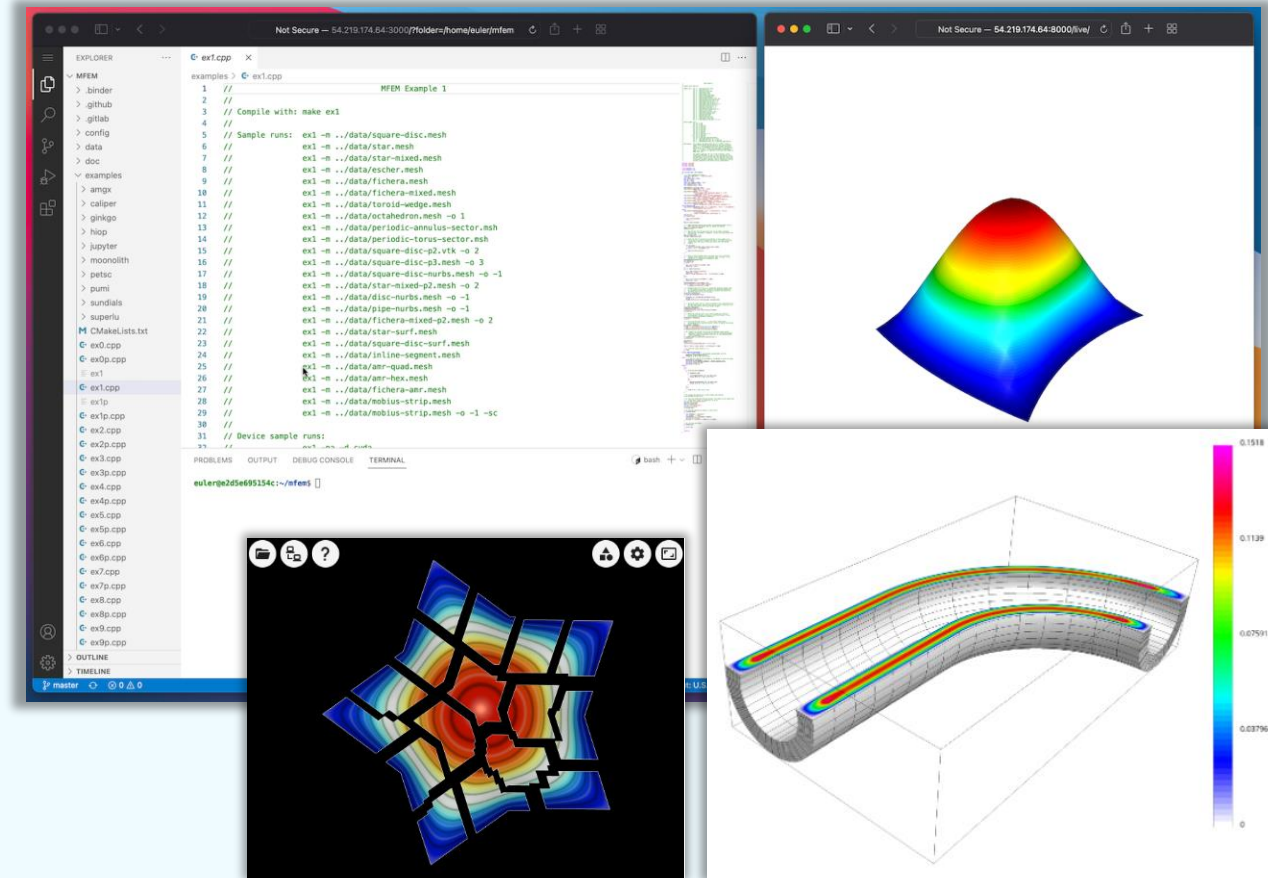 Not Secure — 54.219.174.64:3000/?folder=/home/euler/mfem
EXPLORER
MFEM
.binder
.github
.gitlab
config
data
doc
examples
amgx
caliper
ginkgo
hiop
jupyter
moonolith
petsc
pumi
sundials
superlu
CMakeLists.txt
ex0.cpp
ex0p.cpp
ex1
ex1.cpp
ex1p
ex1p.cpp
ex2.cpp
ex2p.cpp
ex3.cpp
ex3p.cpp
ex4.cpp
ex4p.cpp
ex5.cpp
ex5p.cpp
ex6.cpp
ex6p.cpp
ex7.cpp
ex7p.cpp
ex8.cpp
ex8p.cpp
ex9.cpp
ex9p.cpp
OUTLINE
TIMELINE
master 0 0
ex1.cpp
examples > ex1.cpp
1 // MFEM Example 1
2 //
3 // Compile with: make ex1
4 //
5 // Sample runs: ex1 -m ../data/square-disc.mesh
6 // ex1 -m ../data/star.mesh
7 // ex1 -m ../data/star-mixed.mesh
8 // ex1 -m ../data/escher.mesh
9 // ex1 -m ../data/fichera.mesh
10 // ex1 -m ../data/fichera-mixed.mesh
11 // ex1 -m ../data/toroid-wedge.mesh
12 // ex1 -m ../data/octahedron.mesh -o 1
13 // ex1 -m ../data/periodic-annulus-sector.msh
14 // ex1 -m ../data/periodic-torus-sector.msh
15 // ex1 -m ../data/square-disc-p2.vtk -o 2
16 // ex1 -m ../data/square-disc-p3.mesh -o 3
17 // ex1 -m ../data/square-disc-nurbs.mesh -o -1
18 // ex1 -m ../data/star-mixed-p2.mesh -o 2
19 // ex1 -m ../data/disc-nurbs.mesh -o -1
20 // ex1 -m ../data/pipe-nurbs.mesh -o -1
21 // ex1 -m ../data/fichera-mixed-p2.mesh -o 2
22 // ex1 -m ../data/star-surf.mesh
23 // ex1 -m ../data/square-disc-surf.mesh
24 // ex1 -m ../data/inline-segment.mesh
25 // ex1 -m ../data/amr-quad.mesh
26 // ex1 -m ../data/amr-hex.mesh
27 // ex1 -m ../data/fichera-amr.mesh
28 // ex1 -m ../data/mobius-strip.mesh
29 // ex1 -m ../data/mobius-strip.mesh -o -1 -sc
30 //
31 // Device sample runs:
PROBLEMS OUTPUT DEBUG CONSOLE TERMINAL bash
euler@e2d5e695154c:~/mfem$
Not Secure — 54.219.174.64:8000/live/
?
0.1518
0.1139
0.07591
0.03796
0